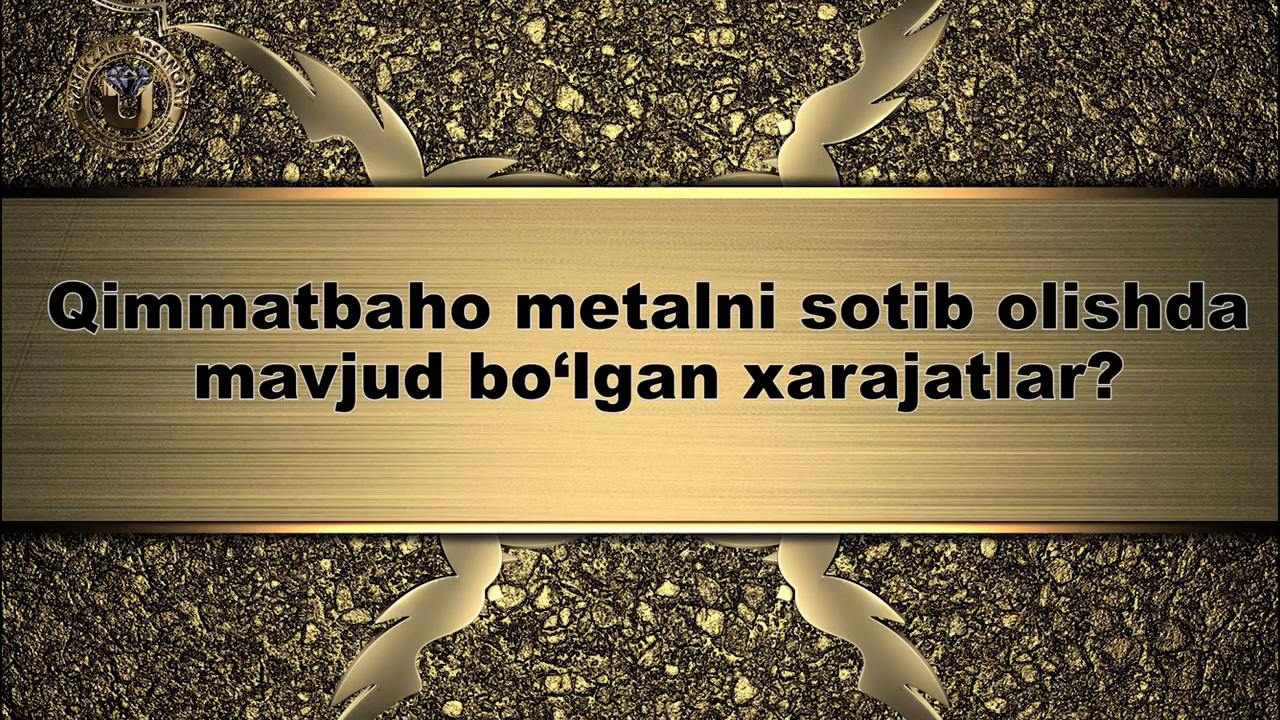 Qimmatbaho metalni sotib olishda
mavjud bo‘lgan xarajatlar?